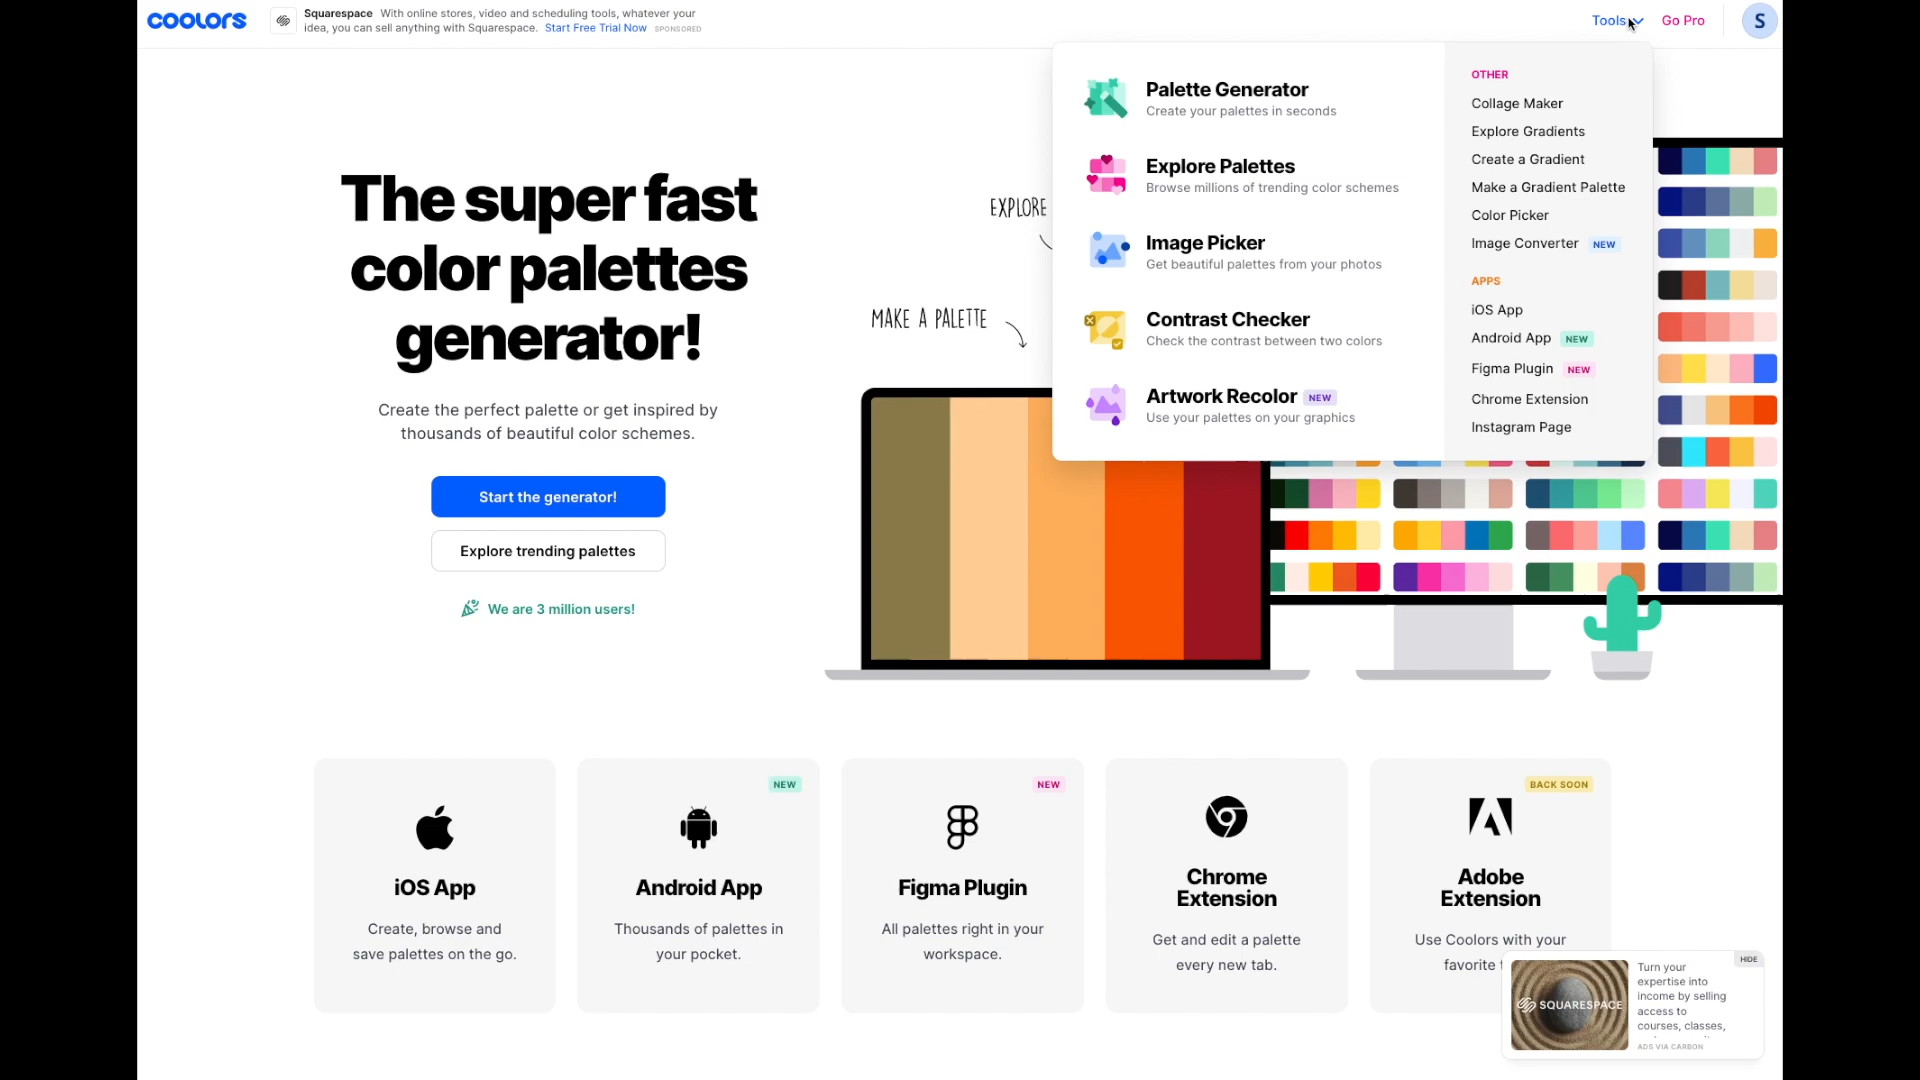 coolors
Squarespace With online stores, video and scheduling tools, whatever your
idea, you can sell anything with Squarespace. Start Free Trial Now SPONSORED
Tools
Go Pro
S
Palette Generator
Create your palettes in seconds
Explore Palettes
Browse millions of trending color schemes
Image Picker
Get beautiful palettes from your photos
Contrast Checker
Check the contrast between two colors
Artwork Recolor NEW
Use your palettes on your graphics
OTHER
Collage Maker
Explore Gradients
Create a Gradient
Make a Gradient Palette
Color Picker
Image Converter NEW
APPS
iOS App
Android App NEW
Figma Plugin NEW
Chrome Extension
Instagram Page
The super fast
color palettes
generator!
Create the perfect palette or get inspired by
thousands of beautiful color schemes.
Start the generator!
Explore trending palettes
We are 3 million users!
EXPLORE
MAKE A PALETTE
iOS App
Create, browse and
save palettes on the go.
NEW
Android App
Thousands of palettes in
your pocket.
NEW
Figma Plugin
All palettes right in your
workspace.
Chrome
Extension
Get and edit a palette
every new tab.
BACK SOON
Adobe
Extension
Use Coolors with your
favorite
HIDE
SQUARESPACE
Turn your
expertise into
income by selling
access to
courses, classes,
ADS VIA CARBON